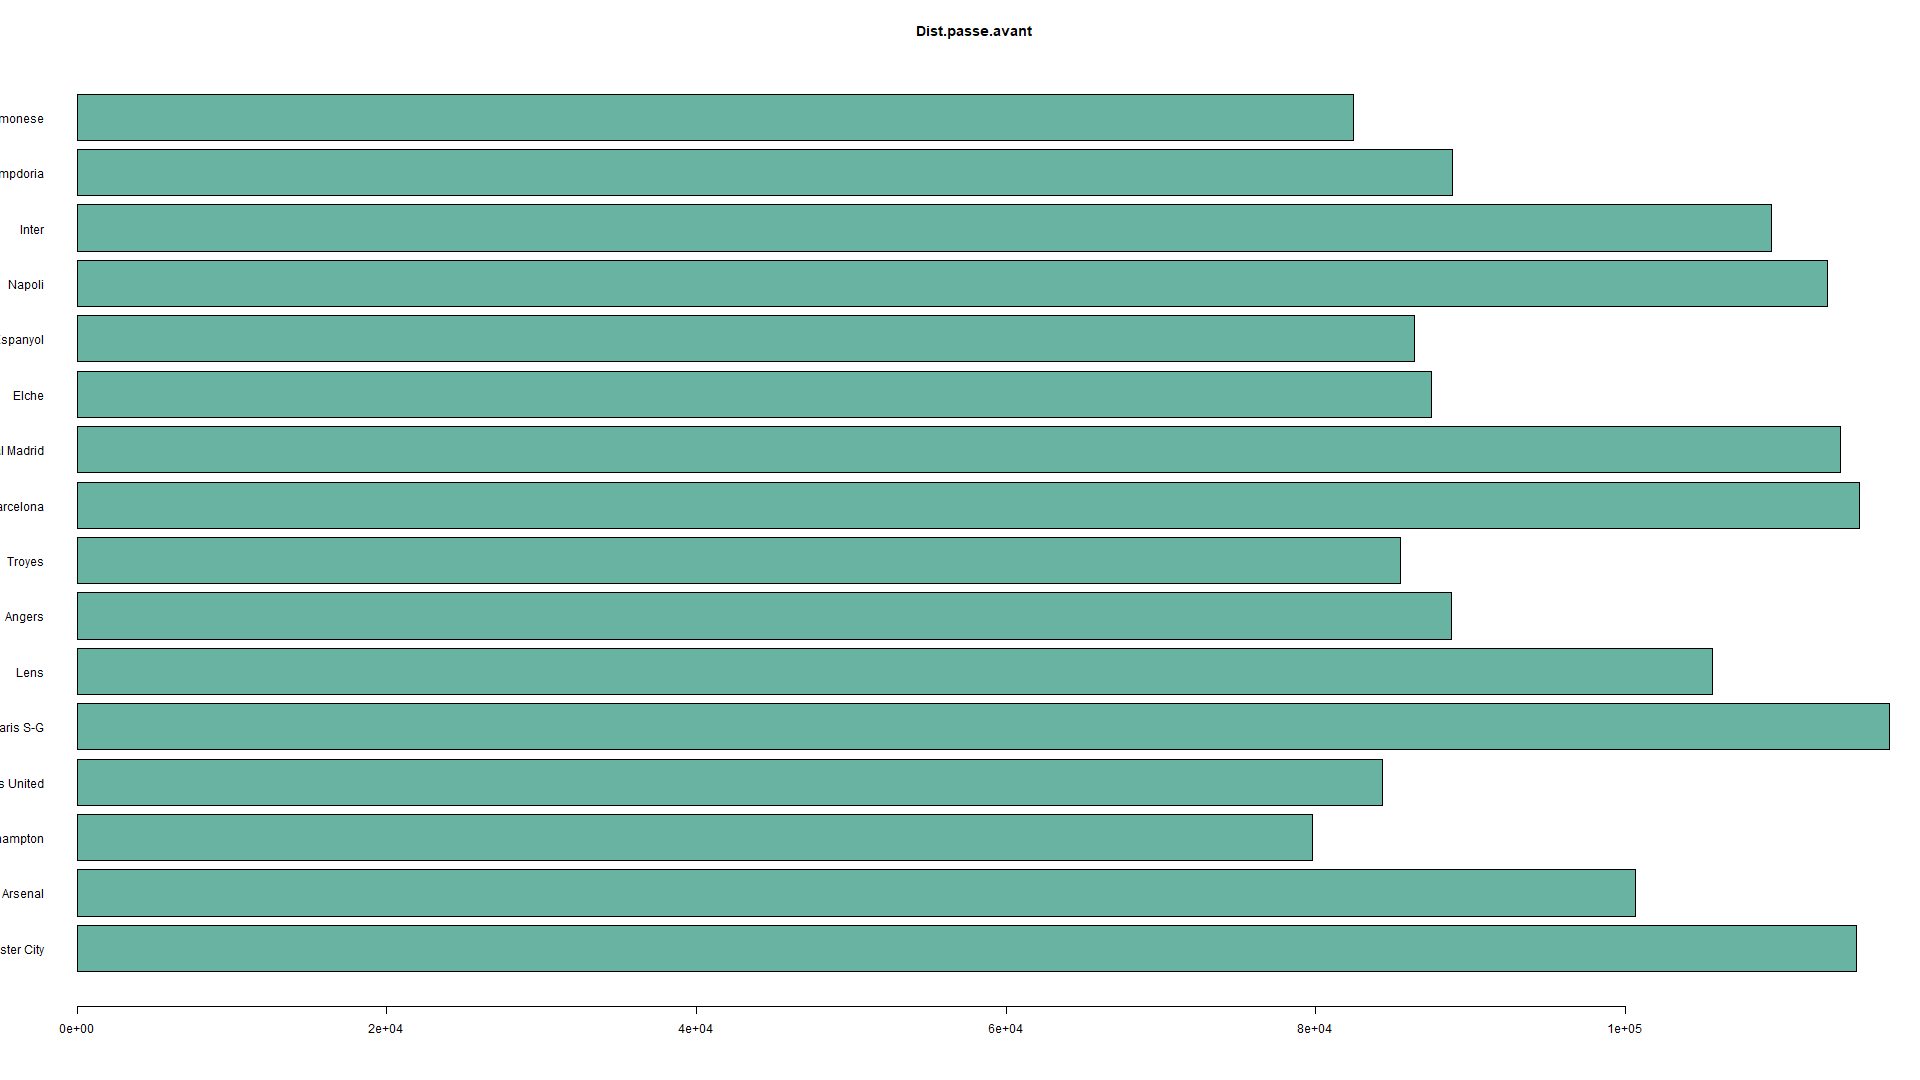 Dist.passe.avant
monese
mpdoria
Inter
Napoli
spanyol
Elche
l Madrid
arcelona
Troyes
Angers
Lens
aris S-G
s United
ampton
Arsenal
ster City
0e+00 2e+04 4e+04 6e+04 8e+04 1e+05